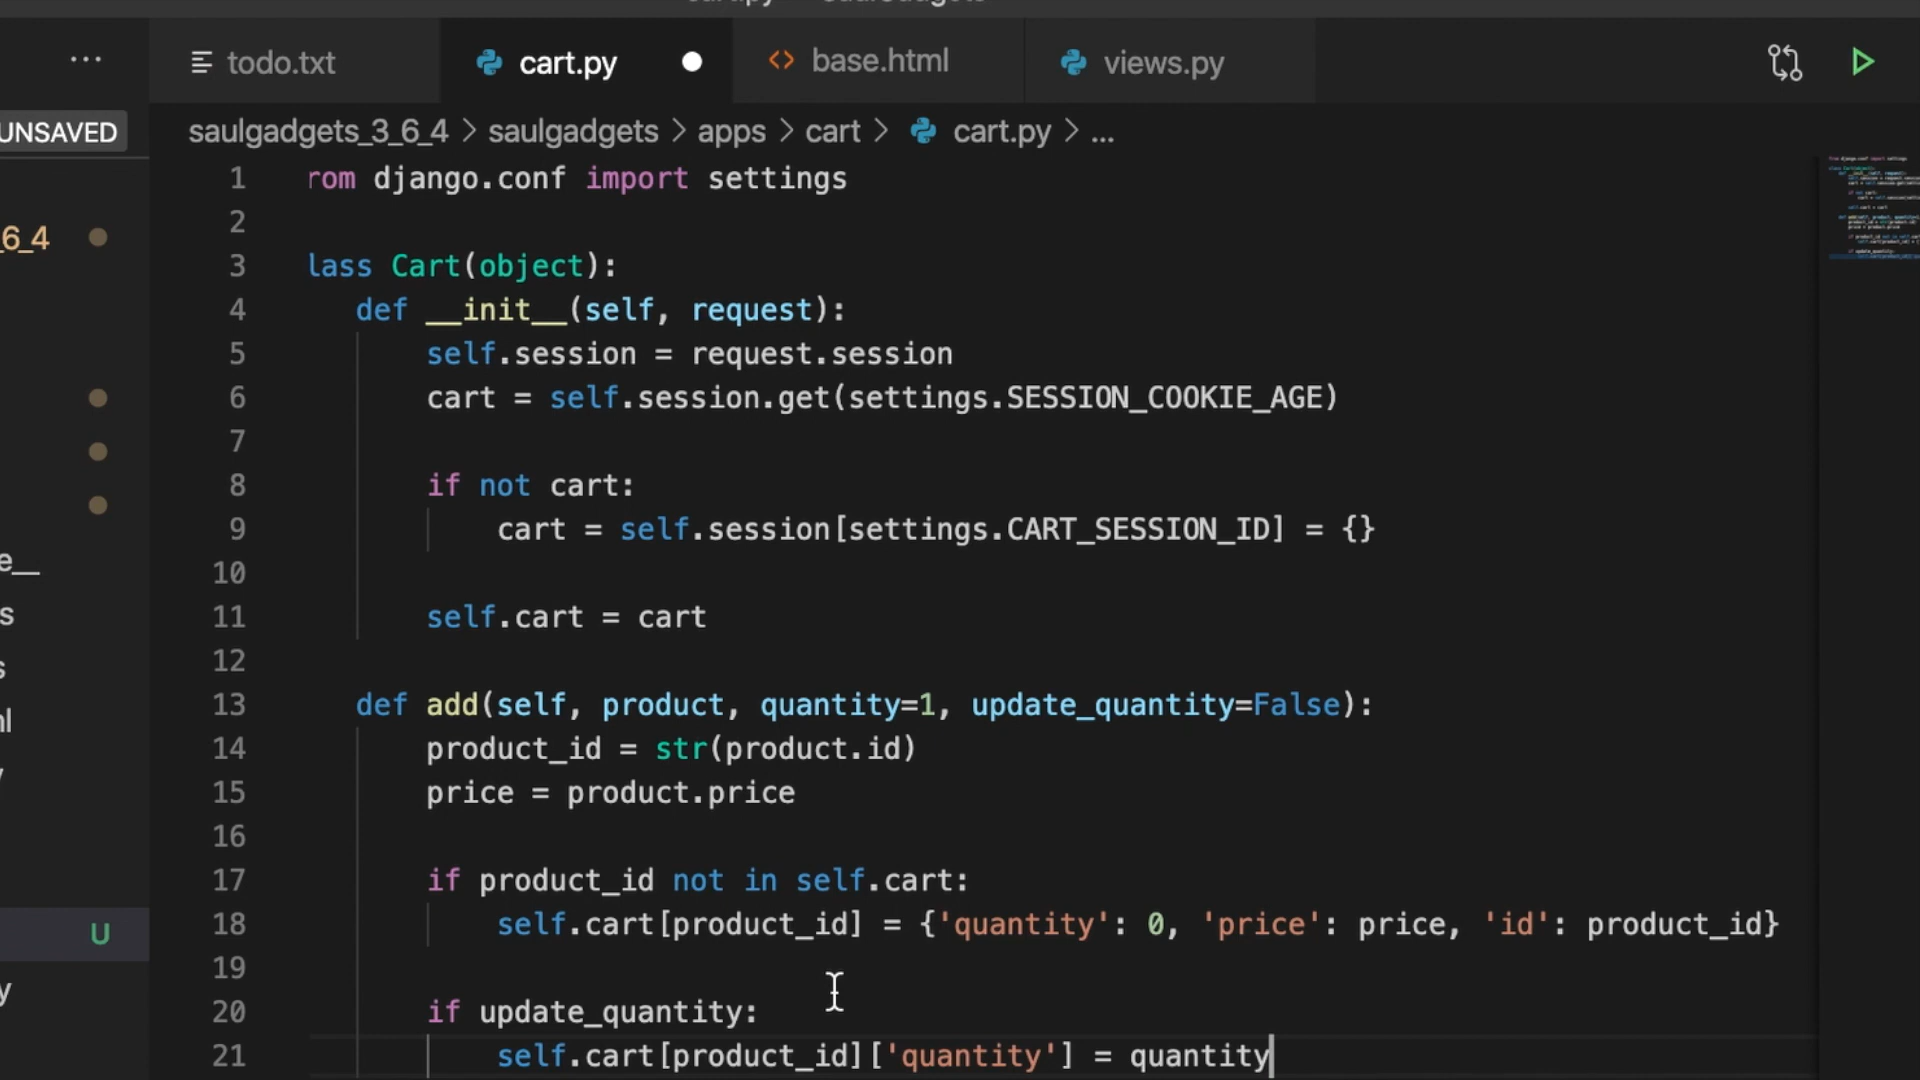 todo.txt cart.py base.html views.py
UNSAVED saulgadgets_3_6_4 > saulgadgets > apps > cart > cart.py > ...
1 rom django.conf import settings
2
_6_4
3 lass Cart(object):
4 def __init__(self, request):
5 self.session = request.session
6 cart = self.session.get(settings.SESSION_COOKIE_AGE)
7
8 if not cart:
9 cart = self.session[settings.CART_SESSION_ID] = {}
e__
10
11 self.cart = cart
s
12
s
13 def add(self, product, quantity=1, update_quantity=False):
14 product_id = str(product.id)
15 price = product.price
16
17 if product_id not in self.cart:
18 self.cart[product_id] = {'quantity': 0, 'price': price, 'id': product_id}
U
19
y
20 if update_quantity:
21 self.cart[product_id]['quantity'] = quantity